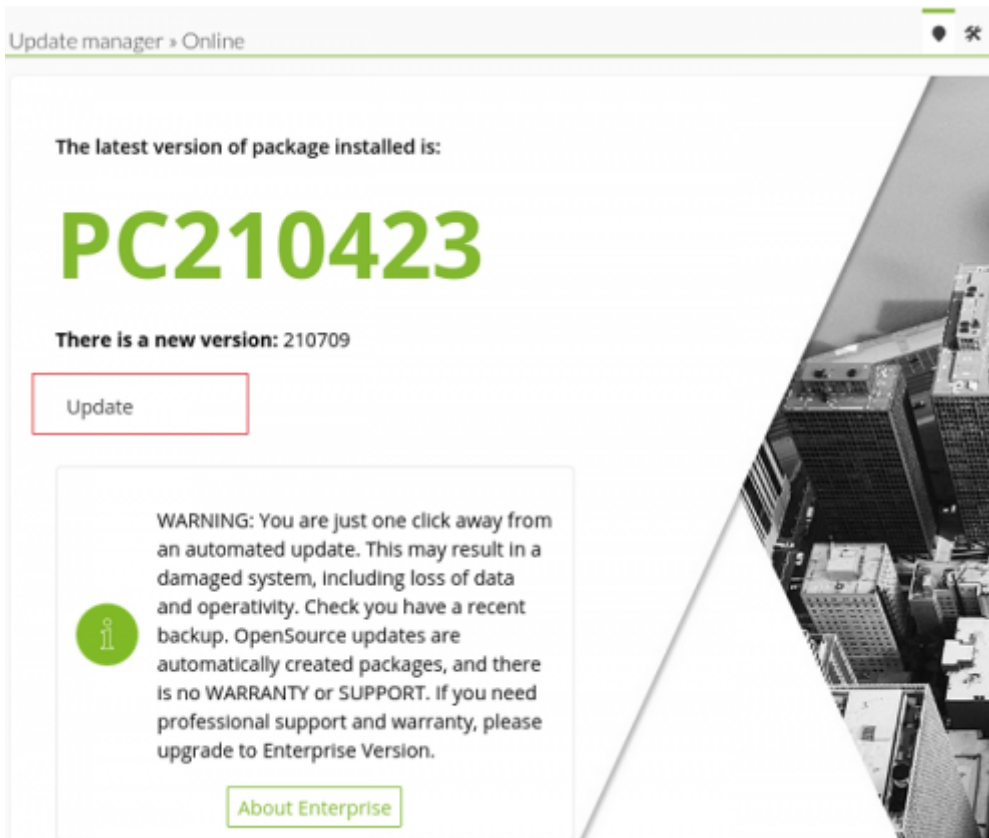 Update manager » Online
The latest version of package installed is:
PC210423
There is a new version: 210709
Update
WARNING: You are just one click away from
an automated update. This may result in a
damaged system, including loss of data
and operativity. Check you have a recent
backup. OpenSource updates are
automatically created packages, and there
is no WARRANTY or SUPPORT. If you need
professional support and warranty, please
upgrade to Enterprise Version.
About Enterprise